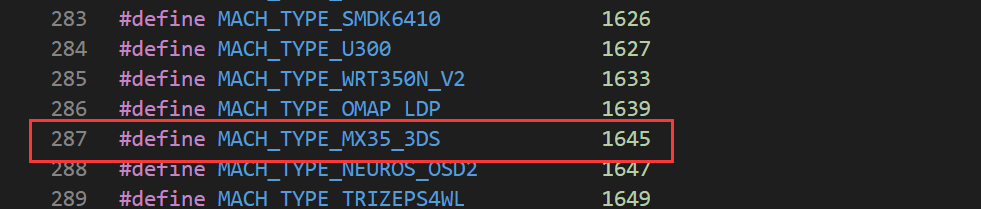 283 #define MACH_TYPE_SMDK6410 1626
284 #define MACH_TYPE_U300 1627
285 #define MACH_TYPE_WRT350N_V2 1633
286 #define MACH_TYPE_OMAP_LDP 1639
287 #define MACH_TYPE_MX35_3DS 1645
288 #define MACH_TYPE_NEUROS_OSD2 1647
289 #define MACH_TYPE_TRIZEPS4WL 1649